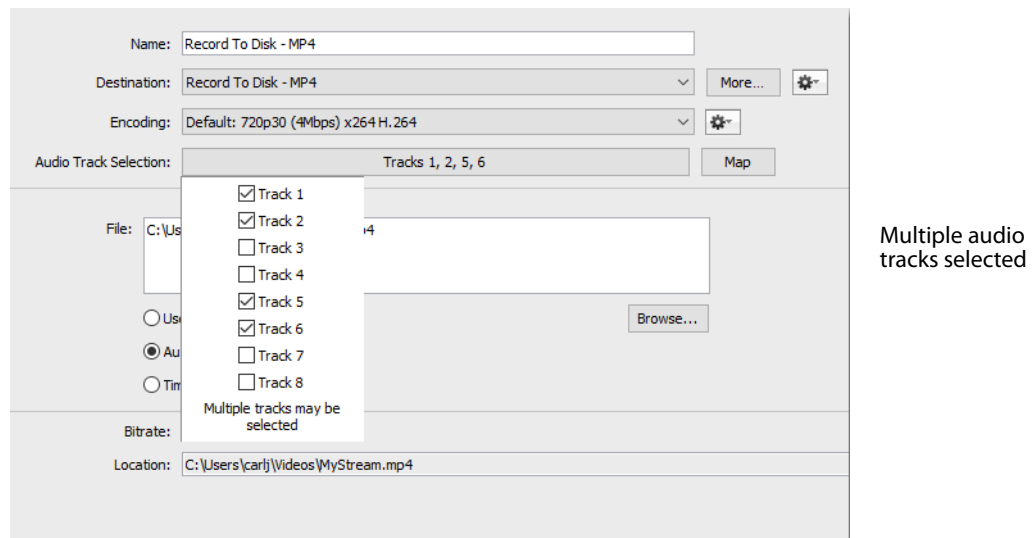 Name: Record To Disk - MP4
Destination: Record To Disk - MP4 More...
Encoding: Default: 720p30 (4Mbps) x264 H.264
Audio Track Selection: Tracks 1, 2, 5, 6 Map
Track 1
File: C:\Us Track 2 p4
Track 3
Multiple audio
tracks selected
Track 4
Track 5
Use Track 6 Browse...
Au Track 7
Tim Track 8
Multiple tracks may be
selected
Bitrate:
Location: C:\Users\carlj\Videos\MyStream.mp4